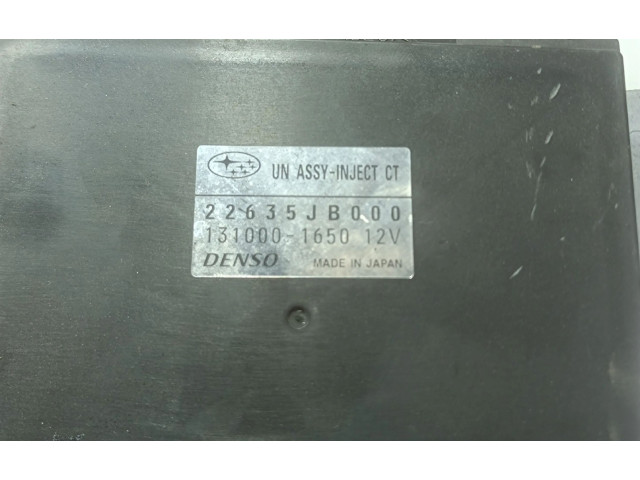 UN ASSY-INJECT CT
22635JB000
131000-1650 12V
DENSO MADE IN JAPAN